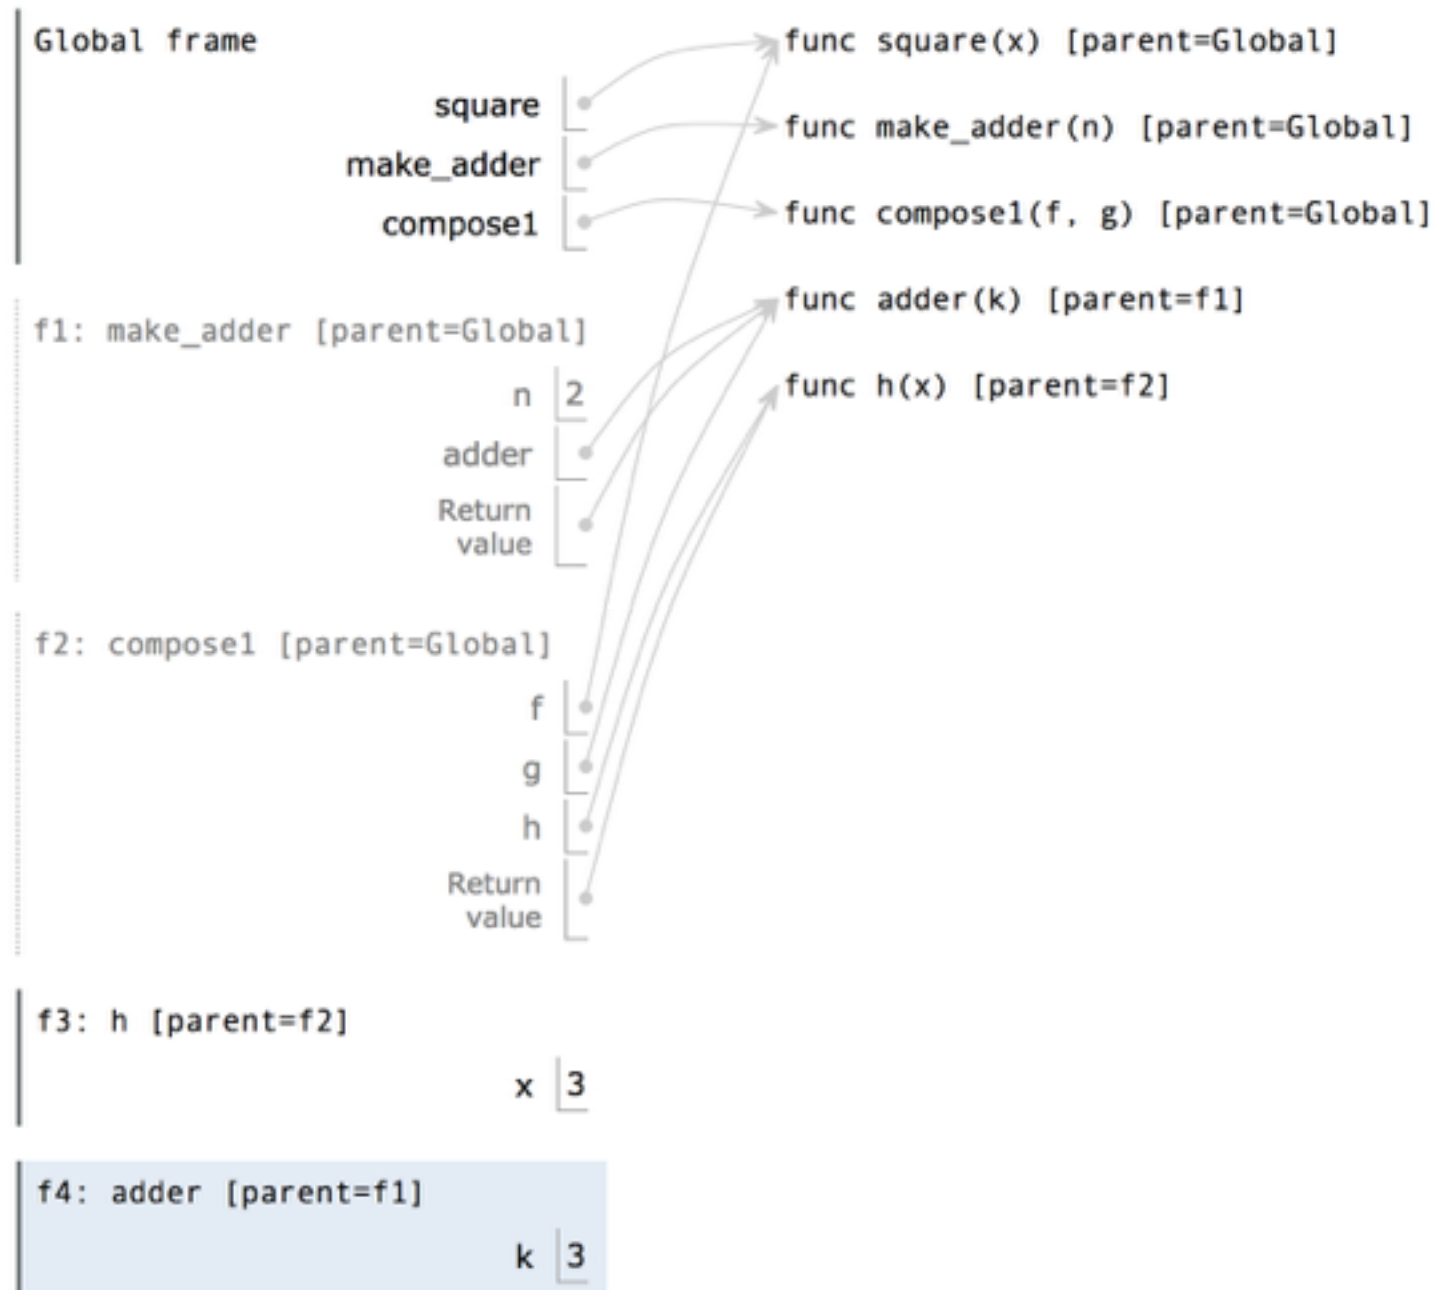 Global frame
square
make_adder
compose1
func square(x) [parent=Global]
func make_adder(n) [parent=Global]
func compose1(f, g) [parent=Global]
func adder(k) [parent=f1]
func h(x) [parent=f2]
f1: make_adder [parent=Global]
n 2
adder
Return
value
f2: compose1 [parent=Global]
f
g
h
Return
value
f3: h [parent=f2]
x 3
f4: adder [parent=f1]
k 3